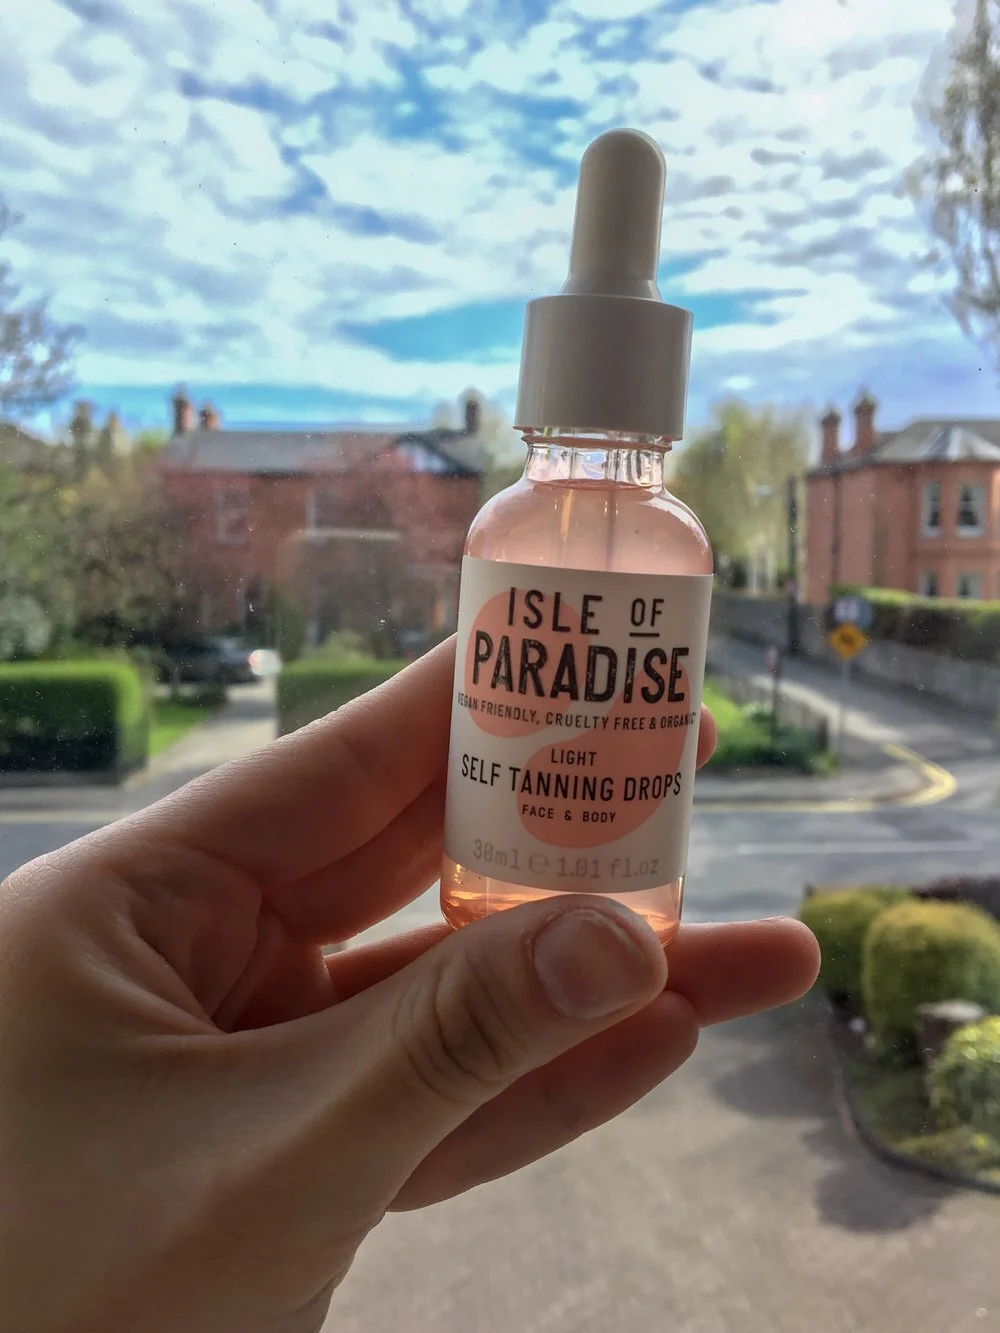 ISLE OF
PARADISE
VEGAN FRIENDLY, CRUELTY FREE & ORGANIC
LIGHT
SELF TANNING DROPS
FACE & BODY
30ml ℮ 1.01 fl.oz